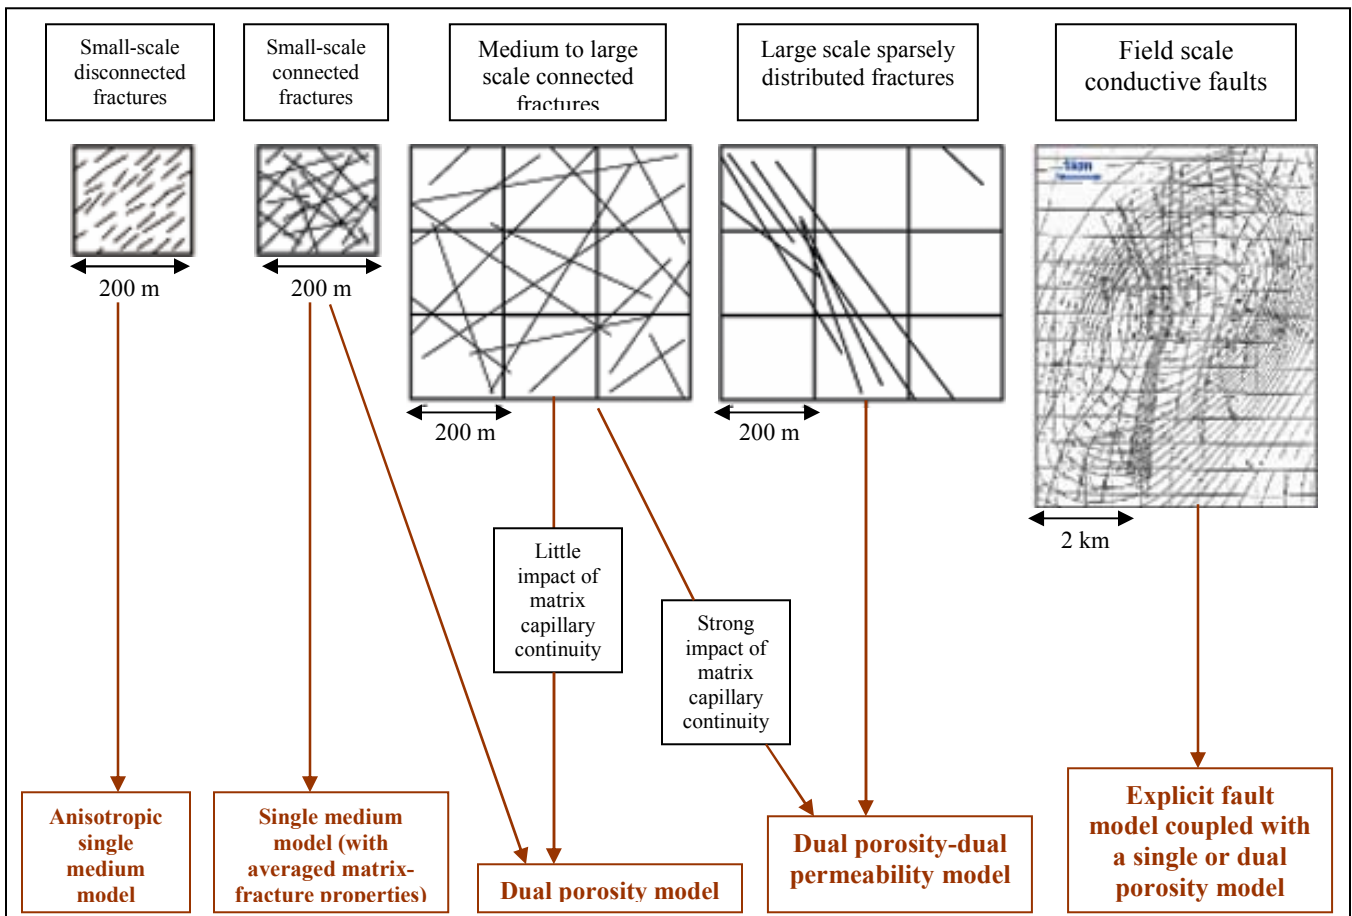 Small-scale
disconnected
fractures
Small-scale
connected
fractures
Medium to large
scale connected
fractures
Large scale sparsely
distributed fractures
Field scale
conductive faults
1km
200 m
200 m
200 m
200 m
2 km
Little
impact of
matrix
capillary
continuity
Strong
impact of
matrix
capillary
continuity
Anisotropic
single
medium
model
Single medium
model (with
averaged matrix-
fracture properties)
Dual porosity model
Dual porosity-dual
permeability model
Explicit fault
model coupled with
a single or dual
porosity model